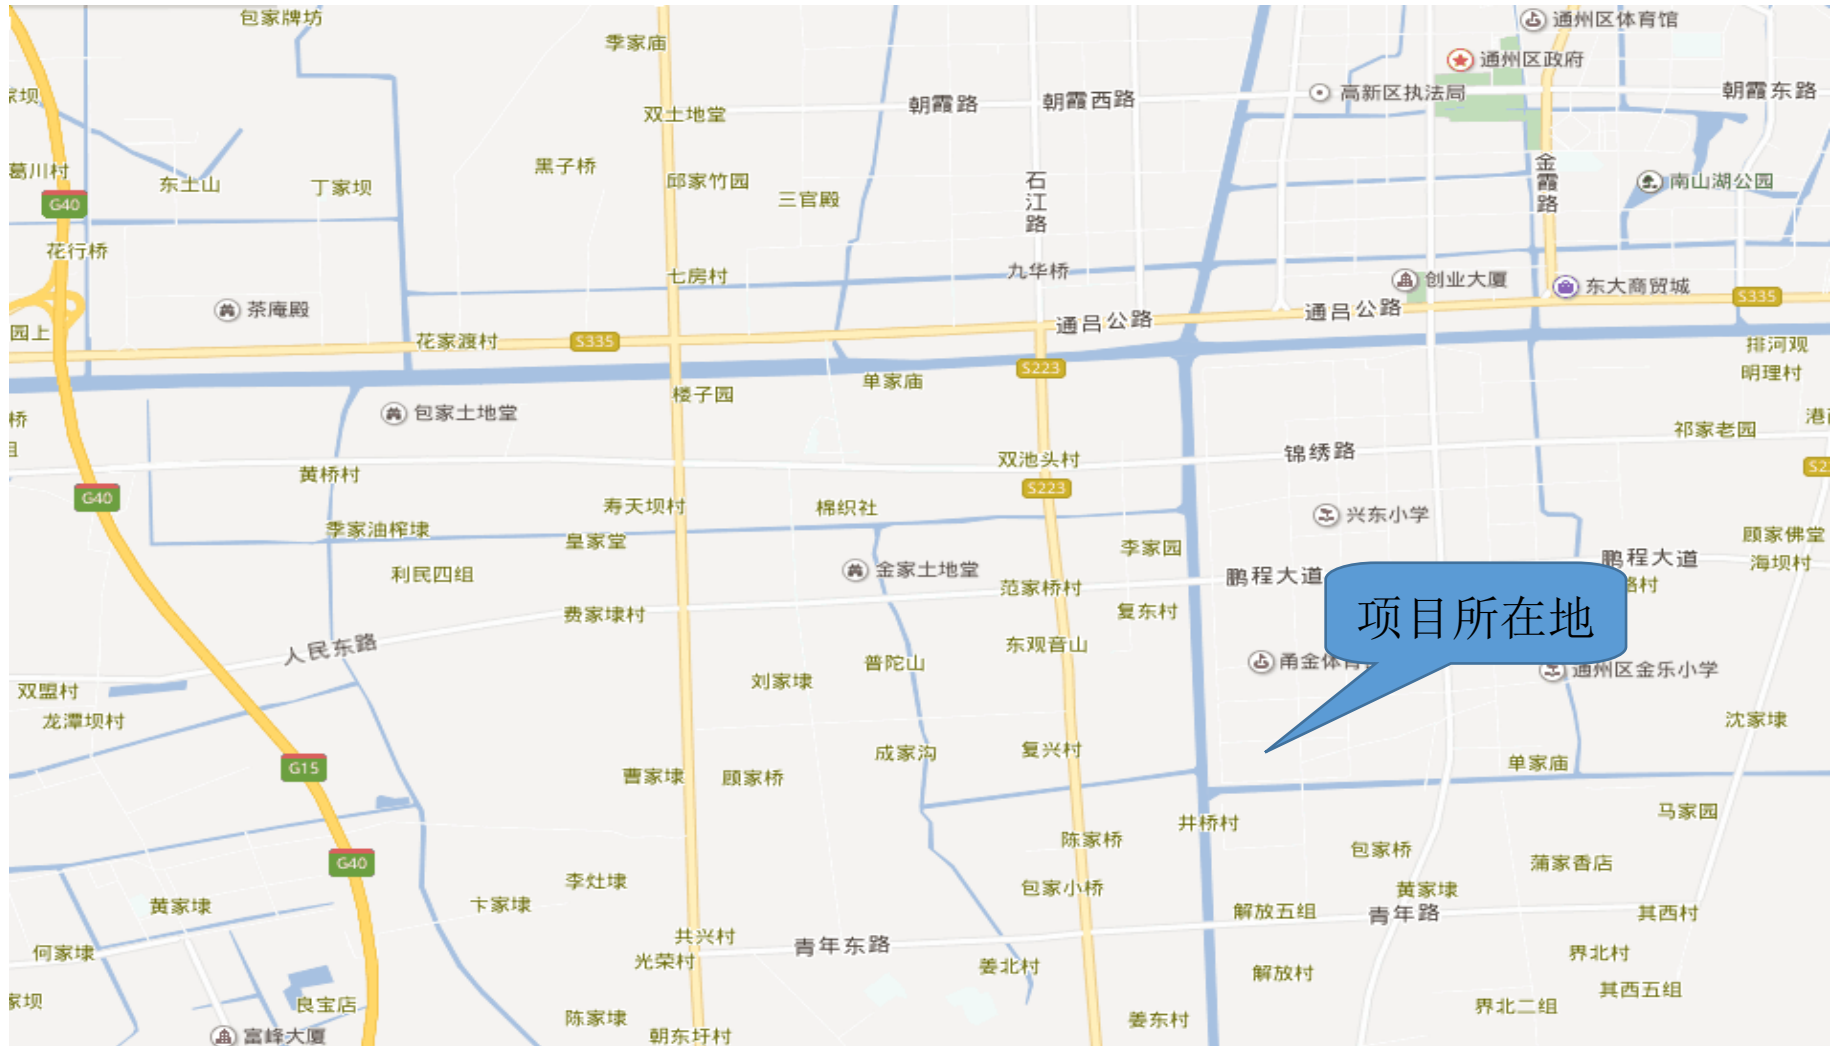 包家牌坊
季家庙
通州区体育馆
通州区政府
家坝
双土地堂
朝霞路
朝霞西路
高新区执法局
朝霞东路
葛川村
东土山
丁家坝
黑子桥
邱家竹园
三官殿
石江路
金霞路
南山湖公园
G40
花行桥
七房村
九华桥
创业大厦
东大商贸城
S335
茶庵殿
园上
花家渡村
S335
通吕公路
通吕公路
排河观
明理村
S223
单家庙
楼子园
包家土地堂
桥
祁家老园
黄桥村
双池头村
锦绣路
G40
S223
寿天坝村
棉织社
兴东小学
季家油榨埭
皇家堂
李家园
顾家佛堂
利民四组
金家土地堂
范家桥村
鹏程大道
鹏程大道
海坝村
路村
费家埭村
复东村
项目所在地
人民东路
东观音山
普陀山
甬金体育
通州区金乐小学
双盟村
刘家埭
龙潭坝村
沈家埭
成家沟
复兴村
单家庙
G15
曹家埭
顾家桥
马家园
井桥村
陈家桥
包家桥
蒲家香店
G40
李灶埭
包家小桥
黄家埭
黄家埭
卞家埭
解放五组
青年路
其西村
共兴村
青年东路
何家埭
光荣村
姜北村
解放村
界北村
家坝
良宝店
其西五组
界北二组
陈家埭
姜东村
富峰大厦
朝东圩村